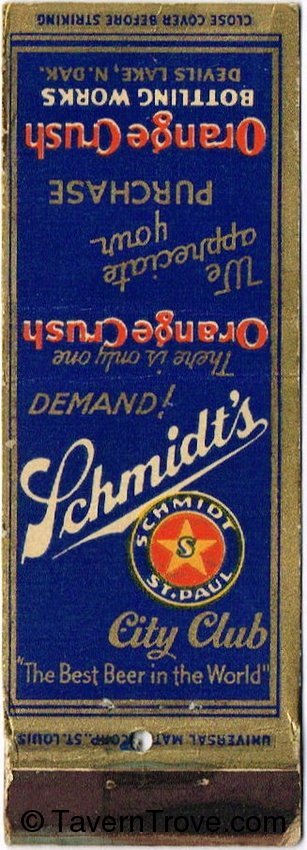 CLOSE COVER BEFORE STRIKING
There is only one
Orange Crush
We
appreciate
your
PURCHASE
Orange Crush
BOTTLING WORKS
DEVILS LAKE, N. DAK.
DEMAND!
Schmidt's
SCHMIDT
S
ST. PAUL
City Club
"The Best Beer in the World"
UNIVERSAL MAT CORP., ST. LOUIS
© TavernTrove.com